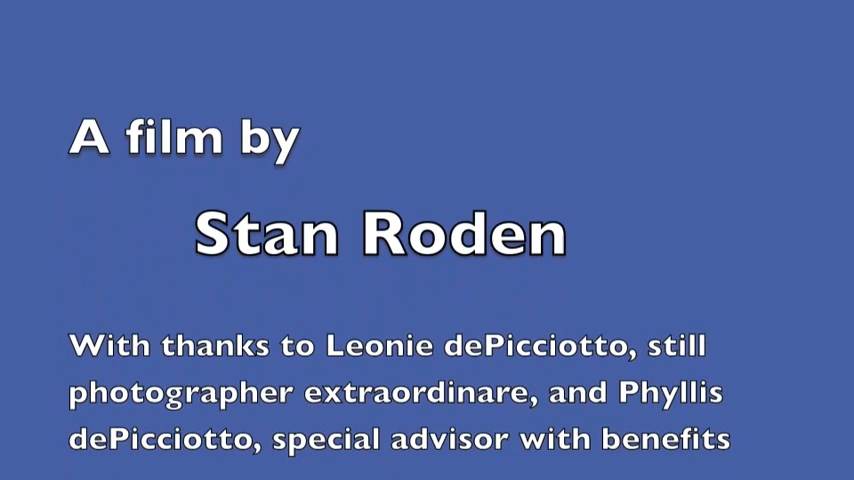 A film by
Stan Roden
With thanks to Leonie dePicciotto, still
photographer extraordinare, and Phyllis
dePicciotto, special advisor with benefits